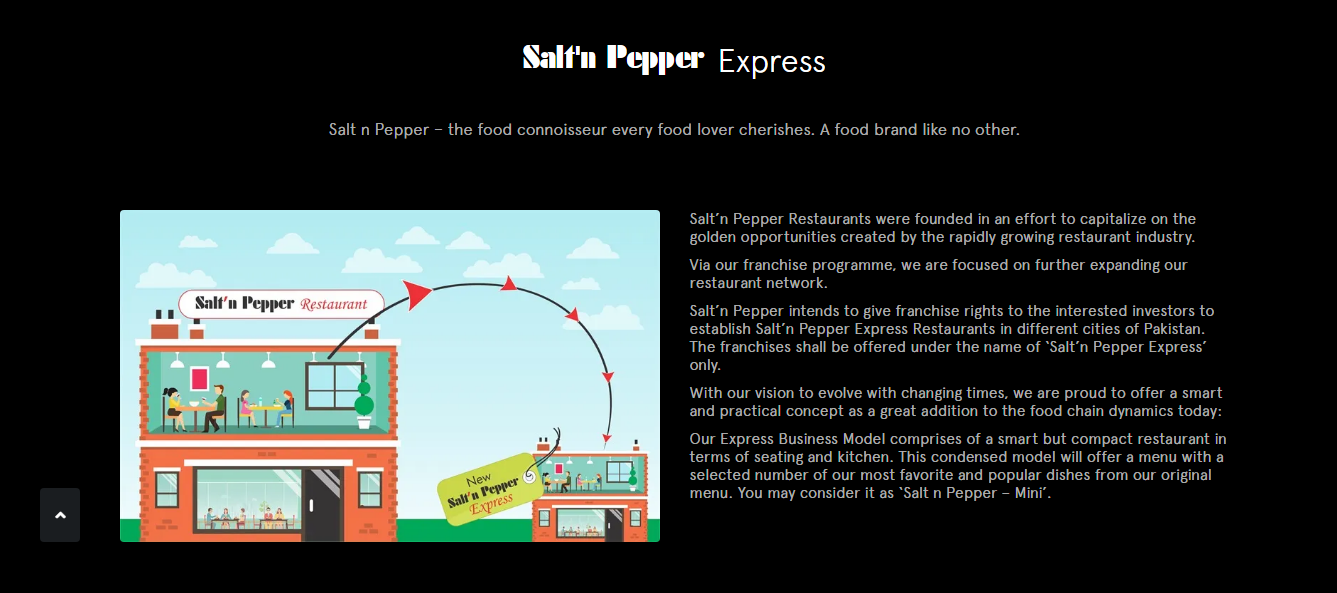 Salt'n Pepper Express
Salt n Pepper – the food connoisseur every food lover cherishes. A food brand like no other.
Salt'n Pepper Restaurant
New
Salt'n Pepper
Express
Salt’n Pepper Restaurants were founded in an effort to capitalize on the
golden opportunities created by the rapidly growing restaurant industry.
Via our franchise programme, we are focused on further expanding our
restaurant network.
Salt’n Pepper intends to give franchise rights to the interested investors to
establish Salt’n Pepper Express Restaurants in different cities of Pakistan.
The franchises shall be offered under the name of ‘Salt’n Pepper Express’
only.
With our vision to evolve with changing times, we are proud to offer a smart
and practical concept as a great addition to the food chain dynamics today:
Our Express Business Model comprises of a smart but compact restaurant in
terms of seating and kitchen. This condensed model will offer a menu with a
selected number of our most favorite and popular dishes from our original
menu. You may consider it as ‘Salt n Pepper – Mini’.